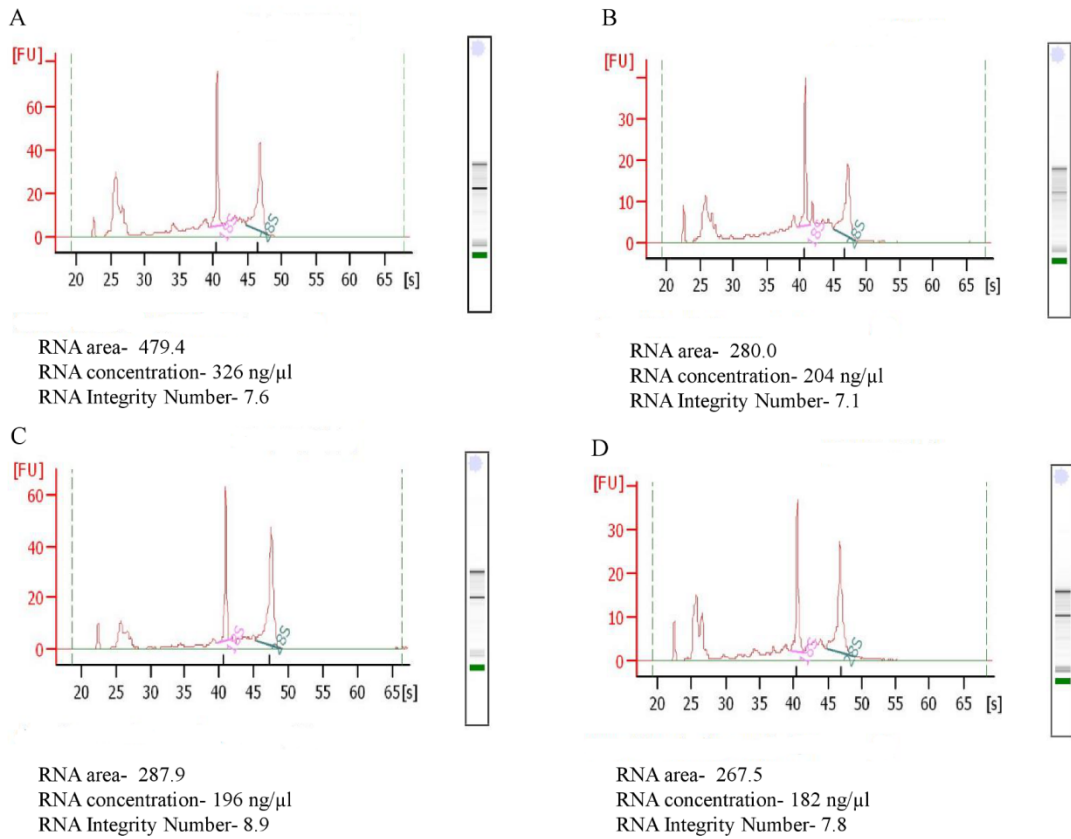 A
[FU]
60
40
20
0
18S
28S
20 25 30 35 40 45 50 55 60 65 [s]
RNA area- 479.4
RNA concentration- 326 ng/µl
RNA Integrity Number- 7.6
B
[FU]
30
20
10
0
18S
28S
20 25 30 35 40 45 50 55 60 65 [s]
RNA area- 280.0
RNA concentration- 204 ng/µl
RNA Integrity Number- 7.1
C
[FU]
60
40
20
0
18S
28S
20 25 30 35 40 45 50 55 60 65 [s]
RNA area- 287.9
RNA concentration- 196 ng/µl
RNA Integrity Number- 8.9
D
[FU]
30
20
10
0
18S
28S
20 25 30 35 40 45 50 55 60 65 [s]
RNA area- 267.5
RNA concentration- 182 ng/µl
RNA Integrity Number- 7.8